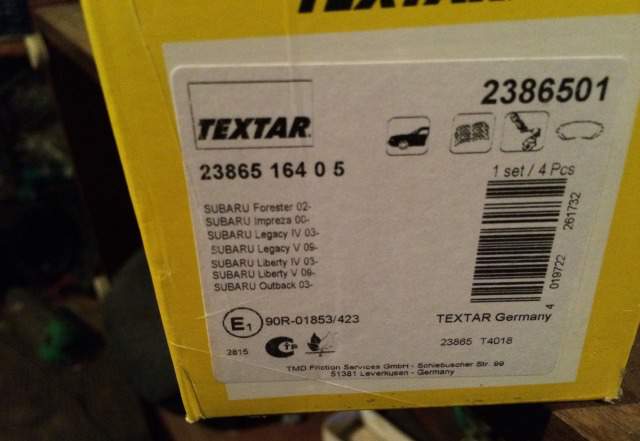 TEXTAR
2386501
TEXTAR
23865 164 0 5
1 set / 4 Pcs
SUBARU Forester 02-
SUBARU Impreza 00-
SUBARU Legacy IV 03-
SUBARU Legacy V 09-
SUBARU Liberty IV 03-
SUBARU Liberty V 09-
SUBARU Outback 03-
4 019722 261732
E1 90R-01853/423
TEXTAR Germany
2815
23865 T4018
TMD Friction Services GmbH - Schlebuscher Str. 99
51381 Leverkusen - Germany